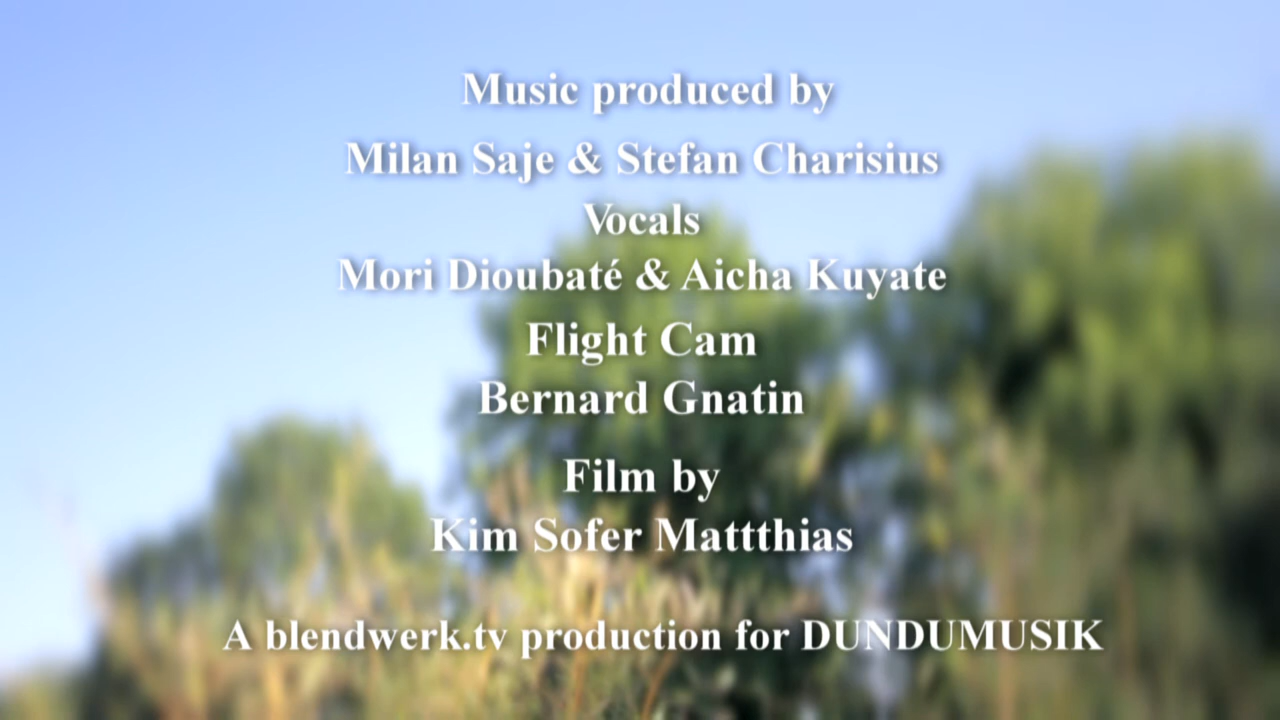 Music produced by
Milan Saje & Stefan Charisius
Vocals
Mori Dioubaté & Aicha Kuyate
Flight Cam
Bernard Gnatin
Film by
Kim Sofer Mattthias
A blendwerk.tv production for DUNDUMUSIK